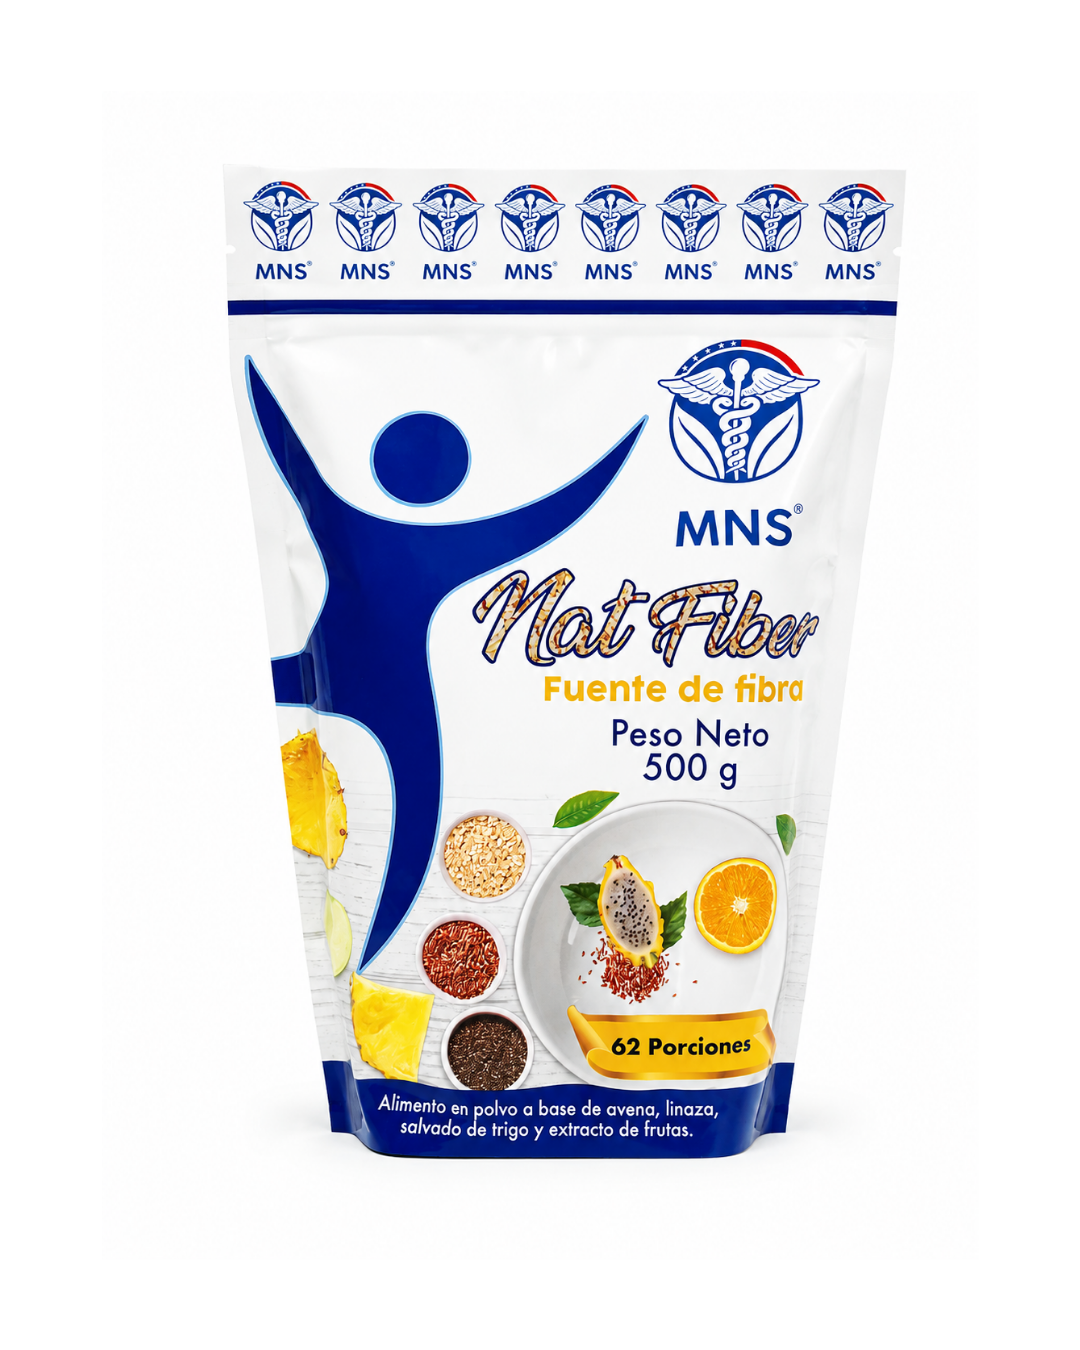 MNS® MNS® MNS® MNS® MNS® MNS® MNS® MNS®
MNS®
Nat Fiber
Fuente de fibra
Peso Neto
500 g
62 Porciones
Alimento en polvo a base de avena, linaza,
salvado de trigo y extracto de frutas.